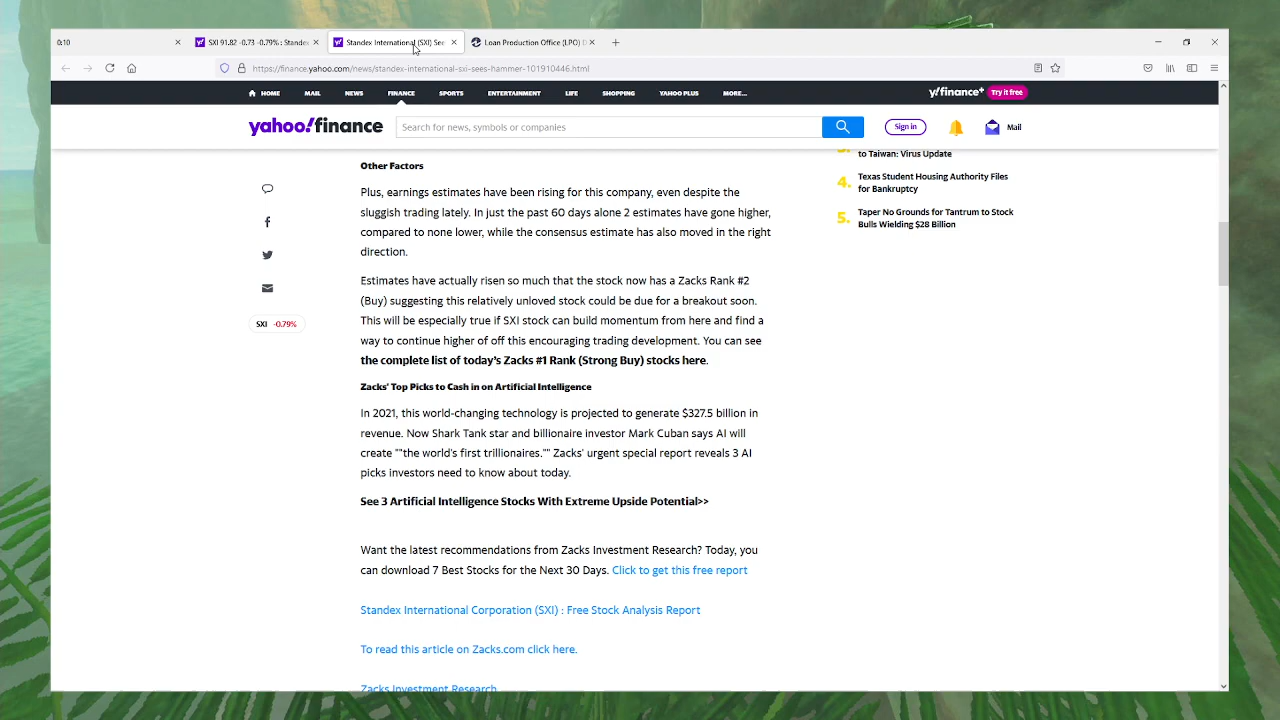 0:10
SXI 91.82 -0.73 -0.79% : Standex
Standex International (SXI) See
Loan Production Office (LPO) D
https://finance.yahoo.com/news/standex-international-sxi-sees-hammer-101910446.html
HOME MAIL NEWS FINANCE SPORTS ENTERTAINMENT LIFE SHOPPING YAHOO PLUS MORE...
y!finance+ Try it free
yahoo!finance
Search for news, symbols or companies
Sign in
Mail
Other Factors
Plus, earnings estimates have been rising for this company, even despite the
sluggish trading lately. In just the past 60 days alone 2 estimates have gone higher,
compared to none lower, while the consensus estimate has also moved in the right
direction.
Estimates have actually risen so much that the stock now has a Zacks Rank #2
(Buy) suggesting this relatively unloved stock could be due for a breakout soon.
This will be especially true if SXI stock can build momentum from here and find a
way to continue higher of off this encouraging trading development. You can see
the complete list of today's Zacks #1 Rank (Strong Buy) stocks here.
Zacks' Top Picks to Cash in on Artificial Intelligence
In 2021, this world-changing technology is projected to generate $327.5 billion in
revenue. Now Shark Tank star and billionaire investor Mark Cuban says AI will
create ""the world's first trillionaires."" Zacks' urgent special report reveals 3 AI
picks investors need to know about today.
See 3 Artificial Intelligence Stocks With Extreme Upside Potential>>
Want the latest recommendations from Zacks Investment Research? Today, you
can download 7 Best Stocks for the Next 30 Days. Click to get this free report
Standex International Corporation (SXI) : Free Stock Analysis Report
To read this article on Zacks.com click here.
Zacks Investment Research
SXI -0.79%
3.
to Taiwan: Virus Update
4. Texas Student Housing Authority Files
for Bankruptcy
5. Taper No Grounds for Tantrum to Stock
Bulls Wielding $28 Billion